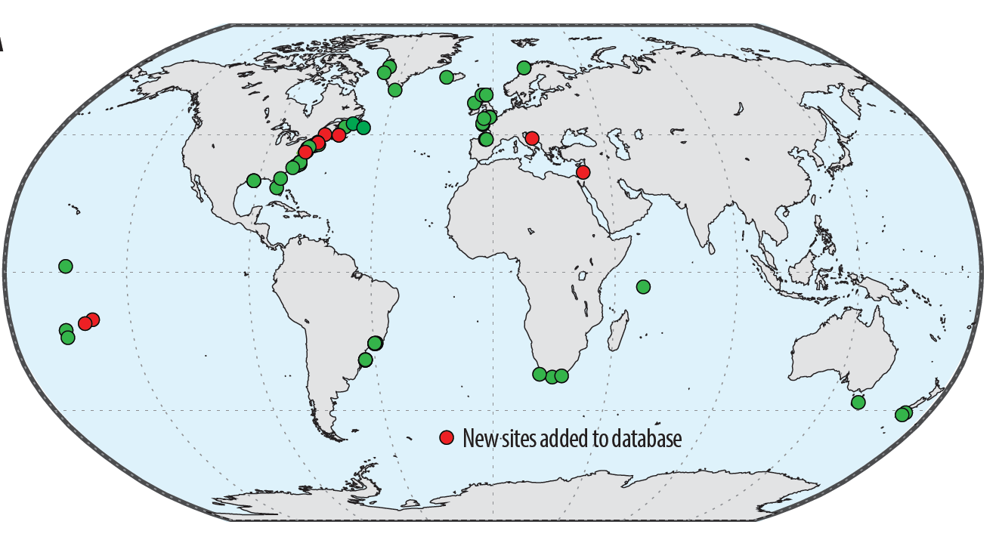 New sites added to database